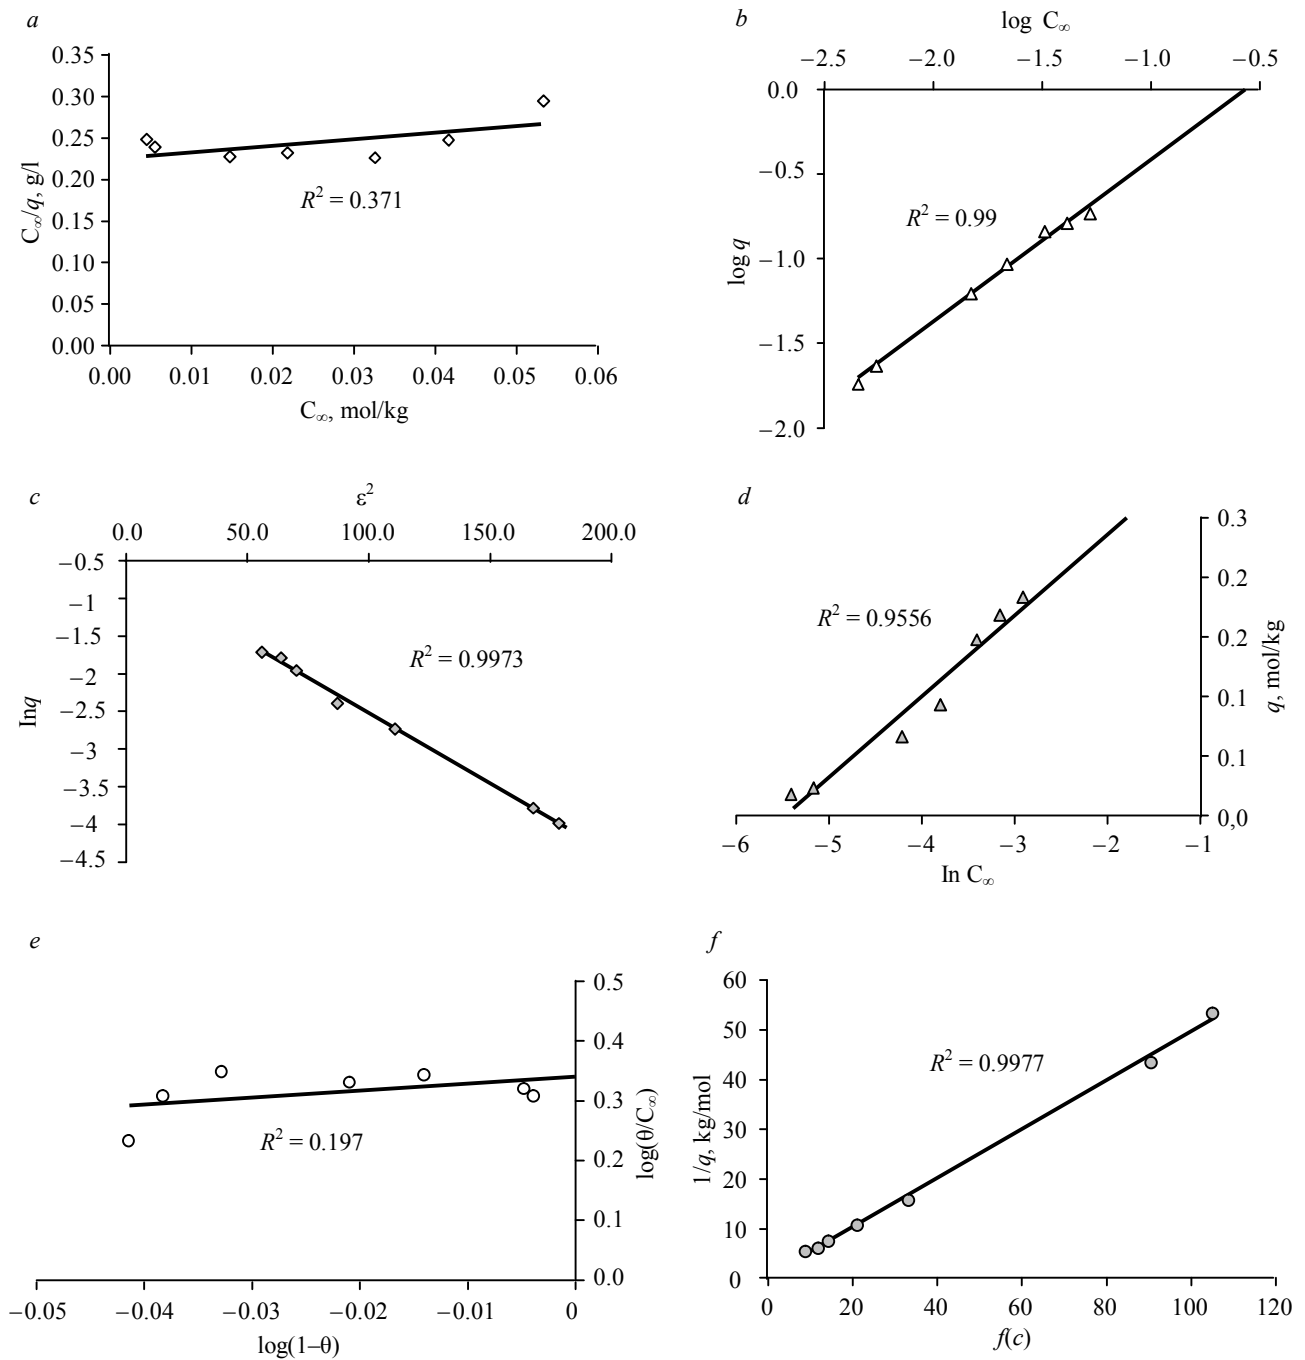 a
0.35
0.30
0.25
0.20
0.15
0.10
0.05
0.00
C∞/q, g/l
R² = 0.371
0.00 0.01 0.02 0.03 0.04 0.05 0.06
C∞, mol/kg
b
log C∞
−2.5 −2.0 −1.5 −1.0 −0.5
0.0
−0.5
−1.0
−1.5
−2.0
log q
R² = 0.99
c
ε²
0.0 50.0 100.0 150.0 200.0
−0.5
−1
−1.5
−2
−2.5
−3
−3.5
−4
−4.5
lnq
R² = 0.9973
d
R² = 0.9556
0.3
0.2
0.2
0.1
0.1
0,0
q, mol/kg
−6 −5 −4 −3 −2 −1
ln C∞
e
0.5
0.4
0.3
0.2
0.1
0.0
log(θ/C∞)
R² = 0.197
−0.05 −0.04 −0.03 −0.02 −0.01 0
log(1−θ)
f
60
50
40
30
20
10
0
1/q, kg/mol
R² = 0.9977
0 20 40 60 80 100 120
f(c)